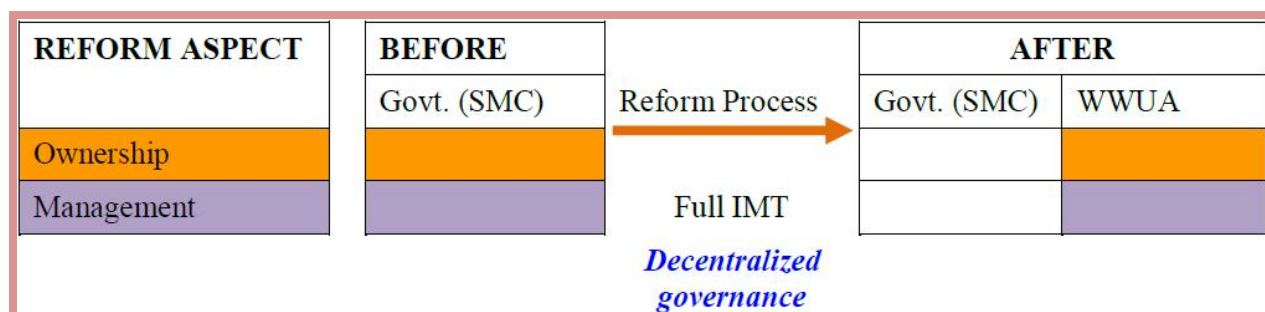 REFORM ASPECT BEFORE AFTER
Govt. (SMC) Reform Process Govt. (SMC) WWUA
Ownership
Management Full IMT
Decentralized
governance